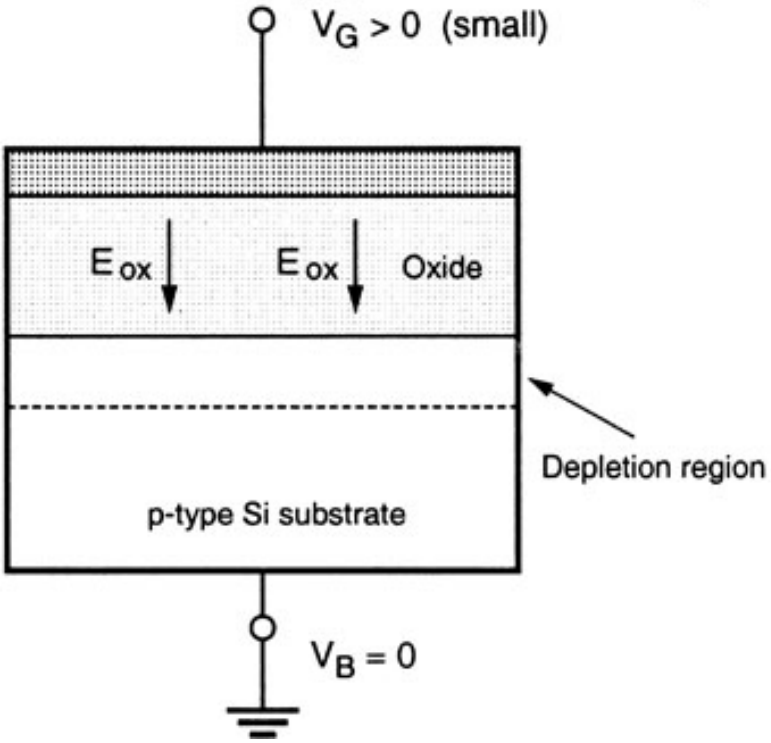 V_G > 0 (small)
E_ox
E_ox
Oxide
Depletion region
p-type Si substrate
V_B = 0